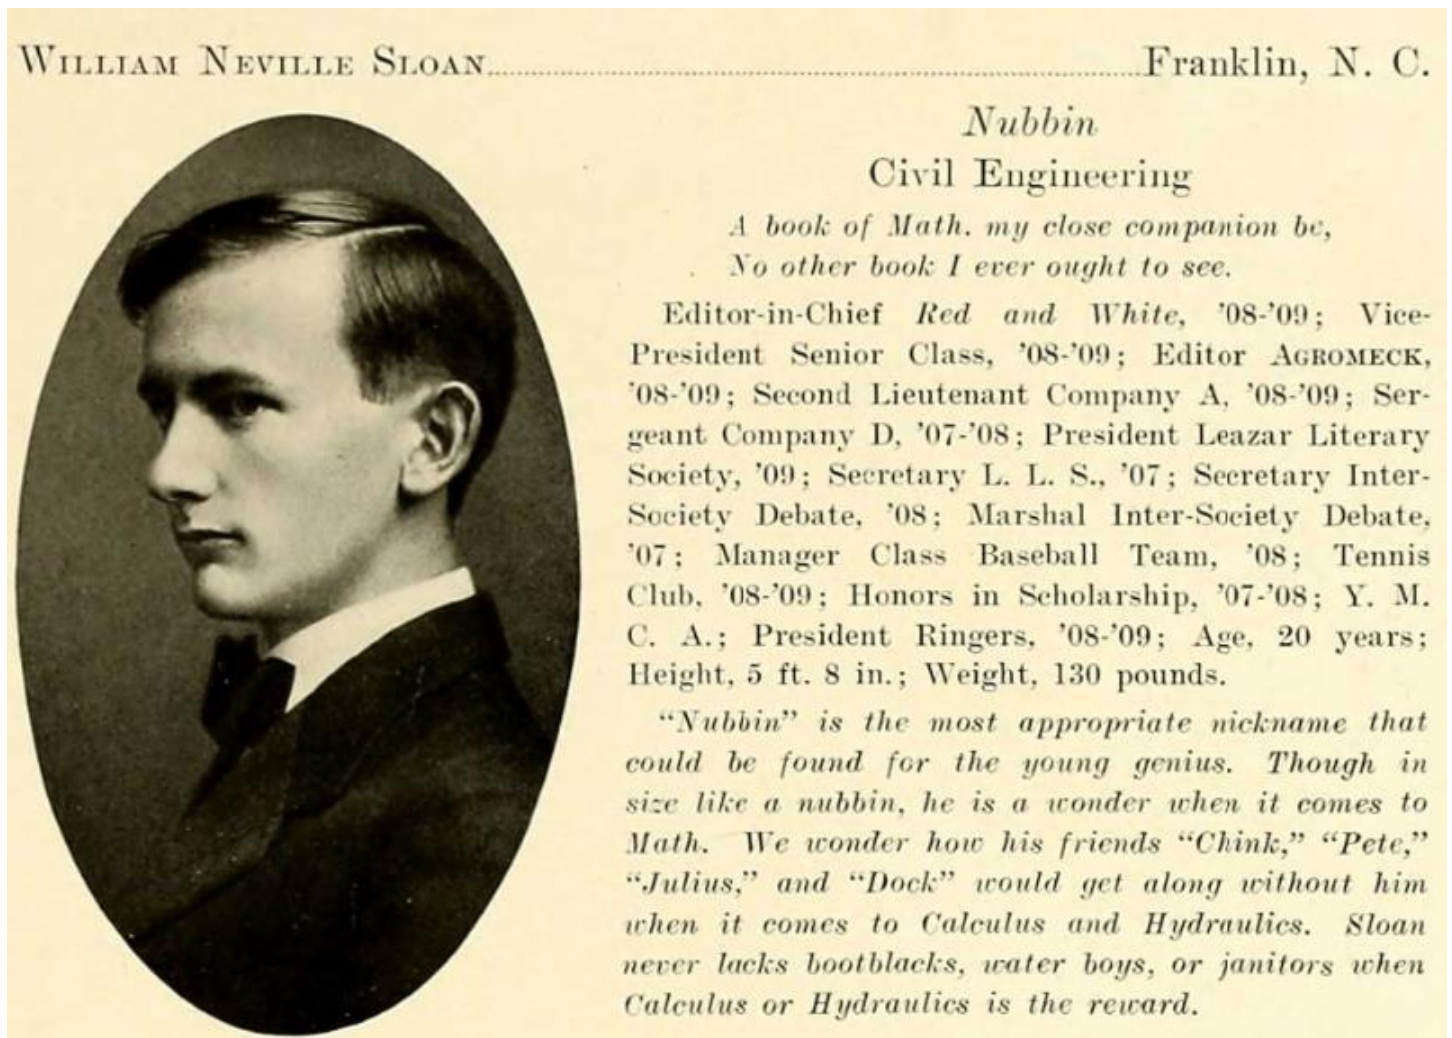 WILLIAM NEVILLE SLOAN........Franklin, N. C.
Nubbin
Civil Engineering
A book of Math. my close companion be,
No other book I ever ought to see.
Editor-in-Chief Red and White, '08-'09; Vice-
President Senior Class, '08-'09; Editor AGROMECK,
'08-'09; Second Lieutenant Company A, '08-'09; Ser-
geant Company D, '07-'08; President Leazar Literary
Society, '09; Secretary L. L. S., '07; Secretary Inter-
Society Debate, '08; Marshal Inter-Society Debate,
'07; Manager Class Baseball Team, '08; Tennis
Club, '08-'09; Honors in Scholarship, '07-'08; Y. M.
C. A.; President Ringers, '08-'09; Age, 20 years;
Height, 5 ft. 8 in.; Weight, 130 pounds.
"Nubbin" is the most appropriate nickname that
could be found for the young genius. Though in
size like a nubbin, he is a wonder when it comes to
Math. We wonder how his friends "Chink," "Pete,"
"Julius," and "Dock" would get along without him
when it comes to Calculus and Hydraulics. Sloan
never lacks bootblacks, water boys, or janitors when
Calculus or Hydraulics is the reward.